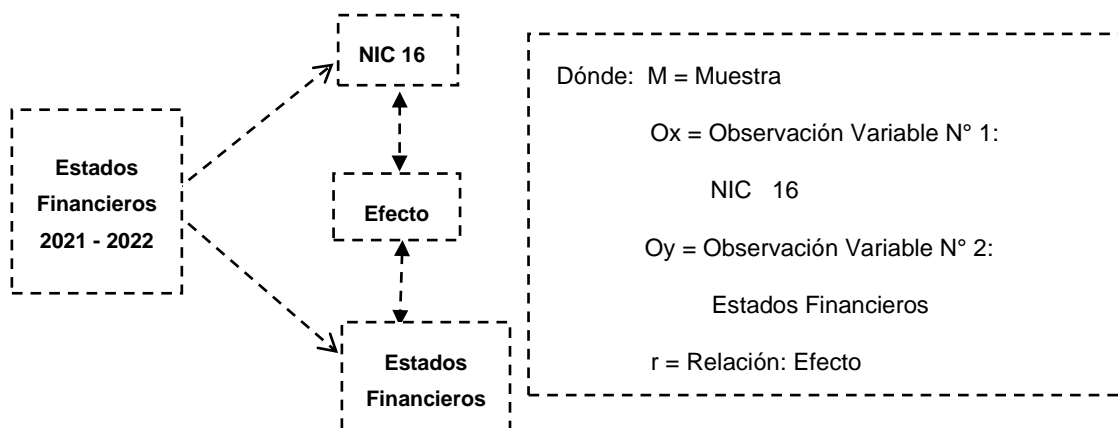 NIC 16
Estados
Financieros
2021 - 2022
Efecto
Estados
Financieros
Dónde: M = Muestra
Ox = Observación Variable N° 1:
NIC 16
Oy = Observación Variable N° 2:
Estados Financieros
r = Relación: Efecto